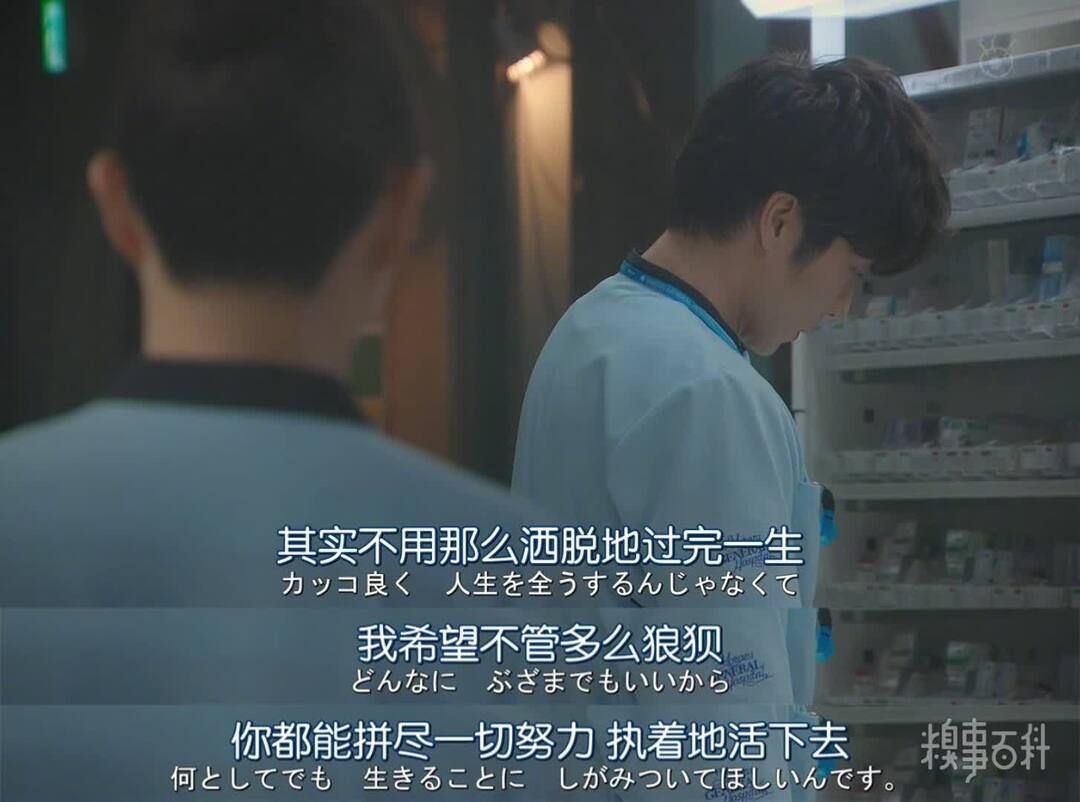 其实不用那么洒脱地过完一生
カッコ良く 人生を全うするんじゃなくて
我希望不管多么狼狈
どんなに ぶざまでもいいから
你都能拼尽一切努力 执着地活下去
何としてでも 生きることに しがみついてほしいんです。
糗事百科